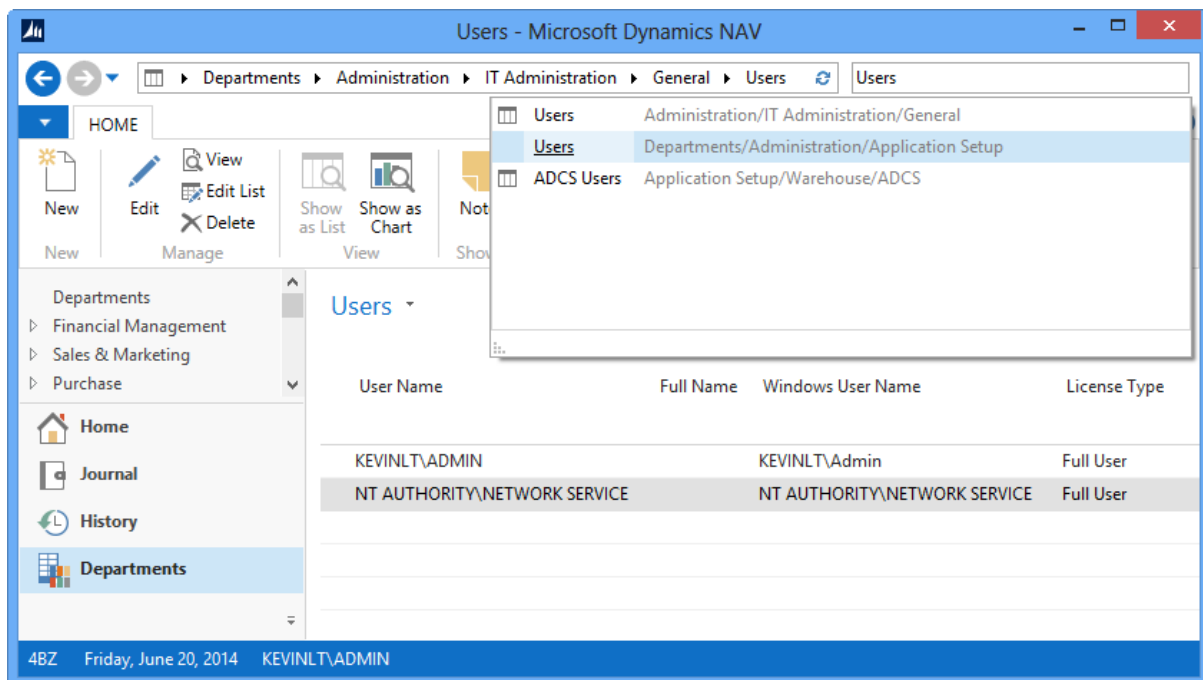 Users - Microsoft Dynamics NAV
Departments Administration IT Administration General Users
Users
HOME
New
Edit
View
Edit List
Delete
Show as List
Show as Chart
New
Manage
View
Users Administration/IT Administration/General
Users Departments/Administration/Application Setup
ADCS Users Application Setup/Warehouse/ADCS
Departments
Financial Management
Sales & Marketing
Purchase
Home
Journal
History
Departments
Users
User Name Full Name Windows User Name License Type
KEVINLT\ADMIN KEVINLT\Admin Full User
NT AUTHORITY\NETWORK SERVICE NT AUTHORITY\NETWORK SERVICE Full User
4BZ Friday, June 20, 2014 KEVINLT\ADMIN